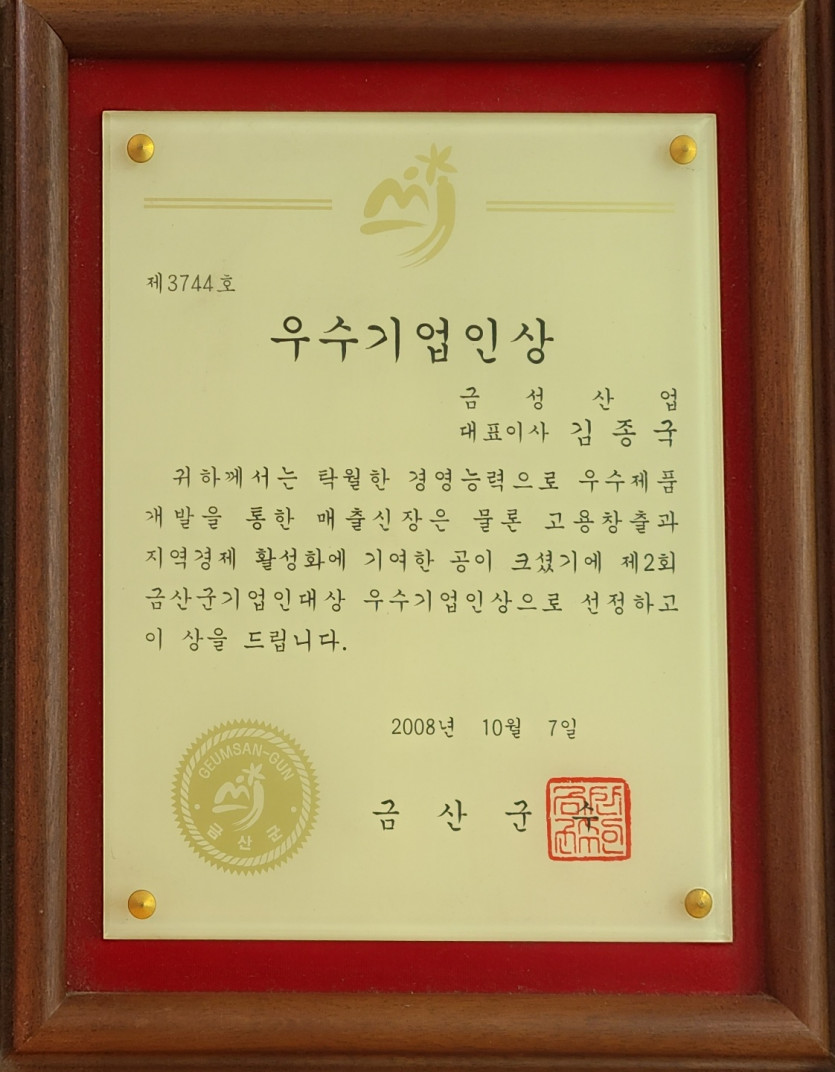 제3744호
우수기업인상
금성산업
대표이사 김종국
귀하께서는 탁월한 경영능력으로 우수제품
개발을 통한 매출신장은 물론 고용창출과
지역경제 활성화에 기여한 공이 크셨기에 제2회
금산군기업인대상 우수기업인상으로 선정하고
이 상을 드립니다.
2008년 10월 7일
금산군수
GEUMSAN-GUN
금산군